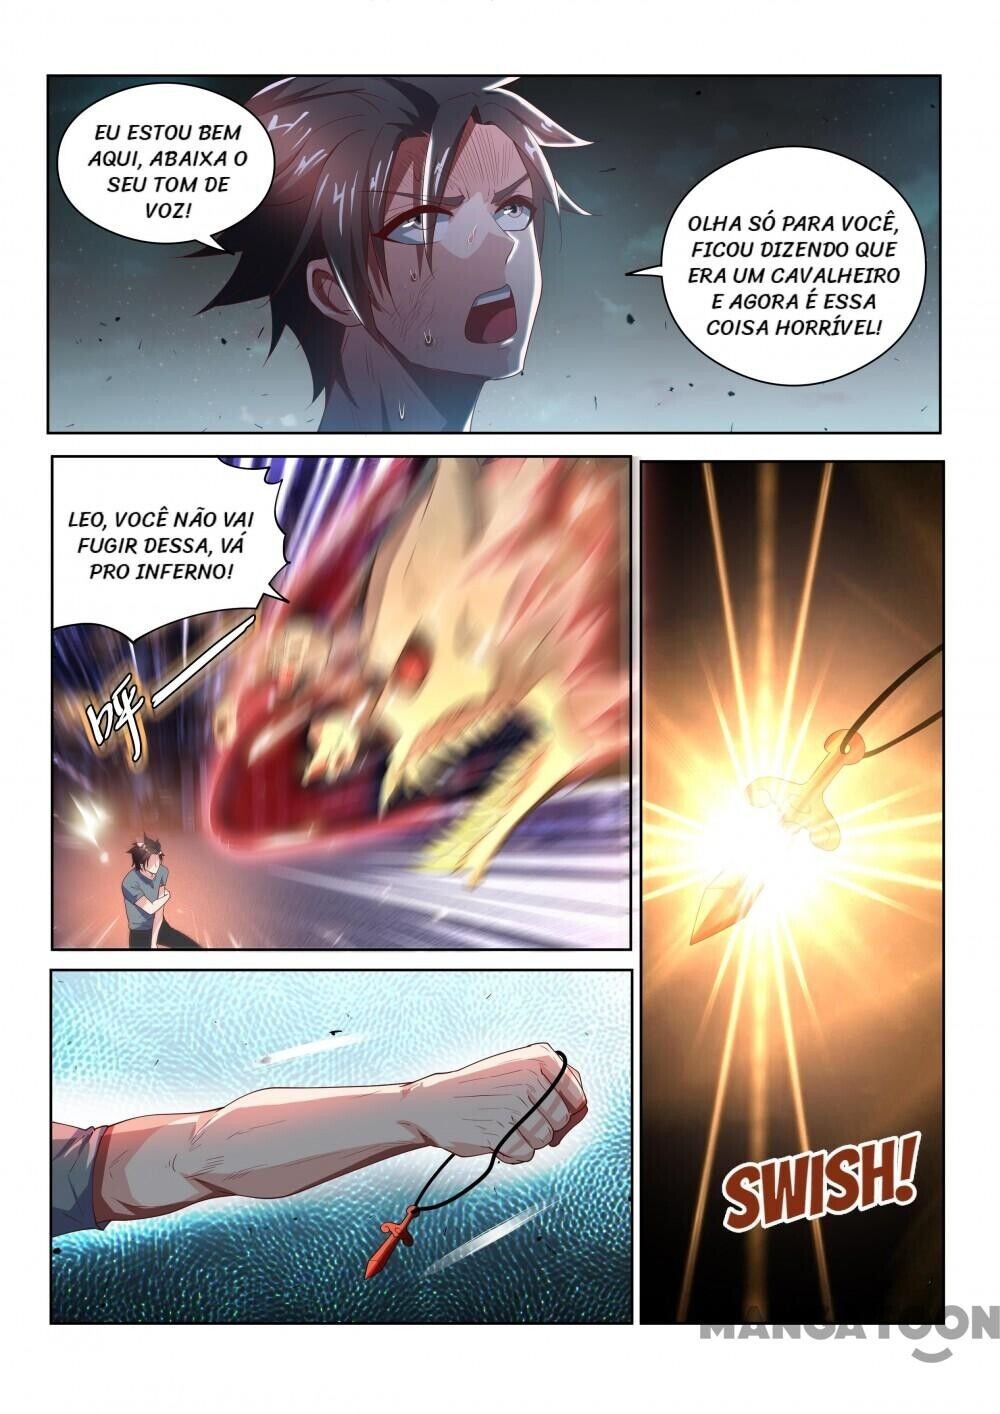 EU ESTOU BEM
AQUI, ABAIXA O
SEU TOM DE
VOZ!
OLHA SÓ PARA VOCÊ,
FICOU DIZENDO QUE
ERA UM CAVALHEIRO
E AGORA É ESSA
COISA HORRÍVEL!
LEO, VOCÊ NÃO VAI
FUGIR DESSA, VÁ
PRO INFERNO!
呼
SWISH!
MANGATOON